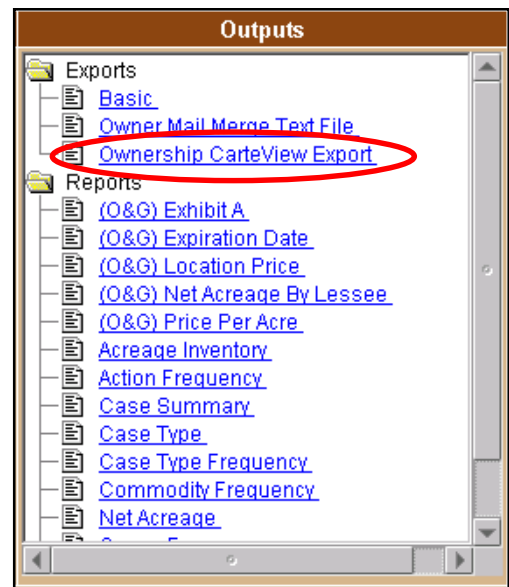 Outputs
Exports
Basic
Owner Mail Merge Text File
Ownership CarteView Export
Reports
(O&G) Exhibit A
(O&G) Expiration Date
(O&G) Location Price
(O&G) Net Acreage By Lessee
(O&G) Price Per Acre
Acreage Inventory
Action Frequency
Case Summary
Case Type
Case Type Frequency
Commodity Frequency
Net Acreage